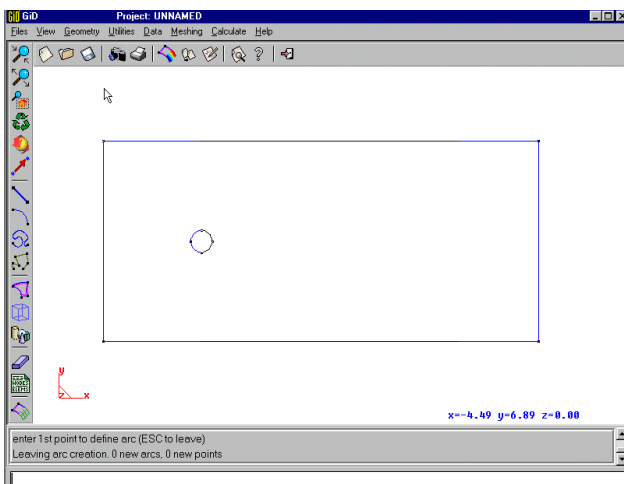 GiD GiD Project: UNNAMED
Files View Geometry Utilities Data Meshing Calculate Help
y
z x
x=-4.49 y=6.89 z=0.00
enter 1st point to define arc (ESC to leave)
Leaving arc creation. 0 new arcs, 0 new points